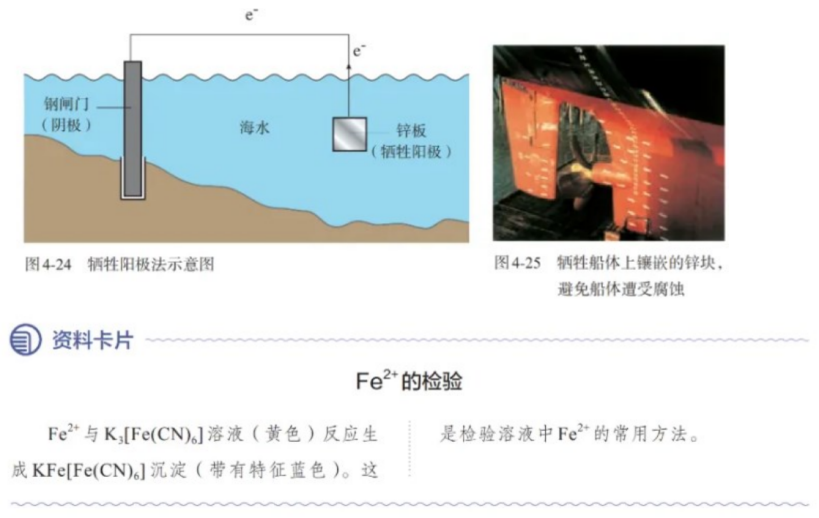 e⁻
e⁻
钢闸门
（阴极）
海水
锌板
（牺牲阳极）
图4-24 牺牲阳极法示意图
图4-25 牺牲船体上镶嵌的锌块，
避免船体遭受腐蚀
资料卡片
Fe²⁺的检验
Fe²⁺与K₃[Fe(CN)₆]溶液（黄色）反应生
成KFe[Fe(CN)₆]沉淀（带有特征蓝色）。这
是检验溶液中Fe²⁺的常用方法。